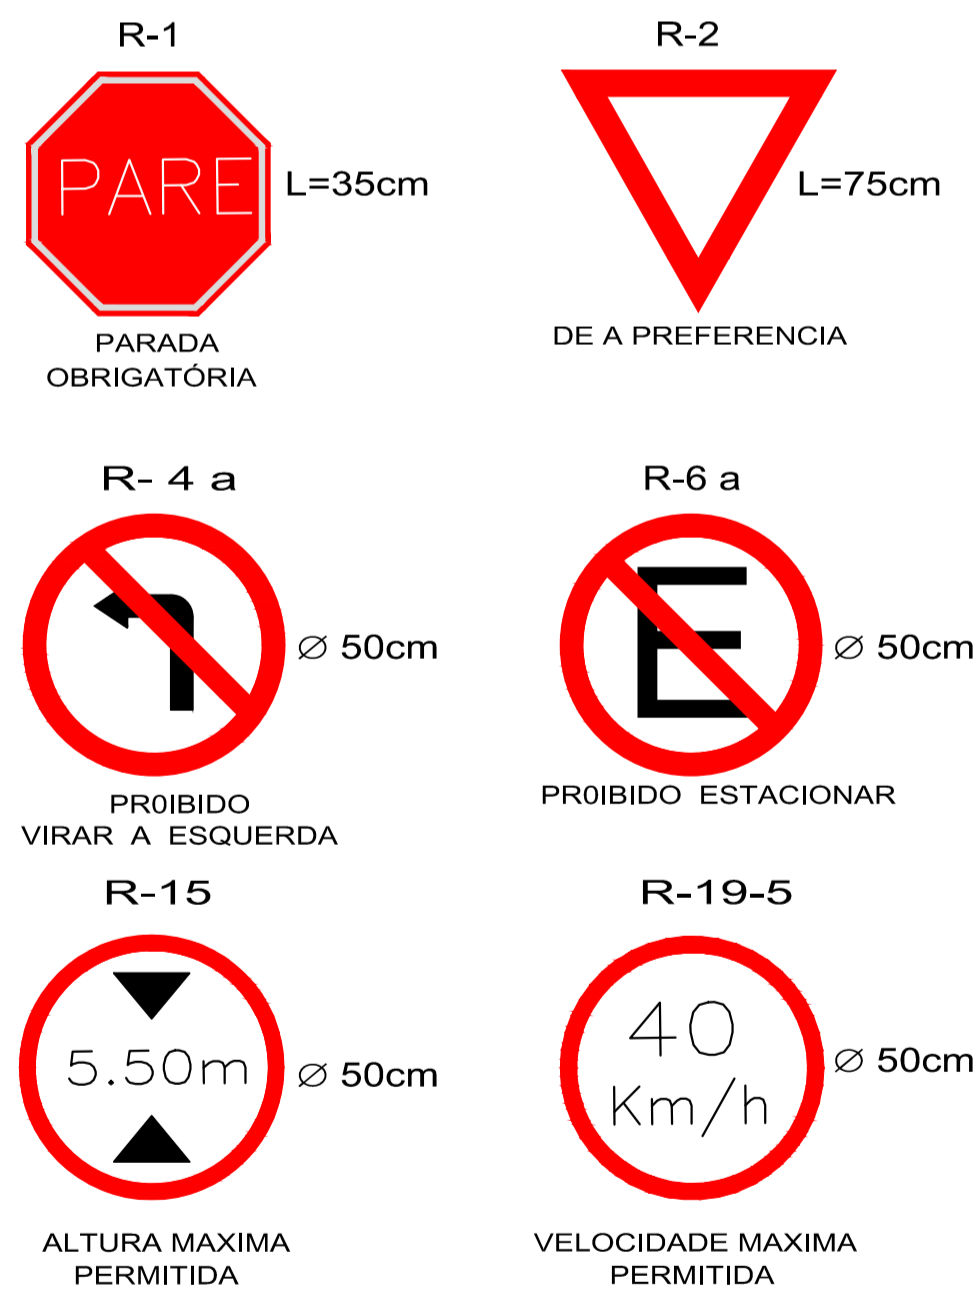 R-1
PARE
L=35cm
PARADA
OBRIGATÓRIA
R-2
L=75cm
DE A PREFERENCIA
R- 4 a
∅ 50cm
PR0IBIDO
VIRAR A ESQUERDA
R-6 a
E
∅ 50cm
PR0IBIDO ESTACIONAR
R-15
5.50m
∅ 50cm
ALTURA MAXIMA
PERMITIDA
R-19-5
40
Km/h
∅ 50cm
VELOCIDADE MAXIMA
PERMITIDA